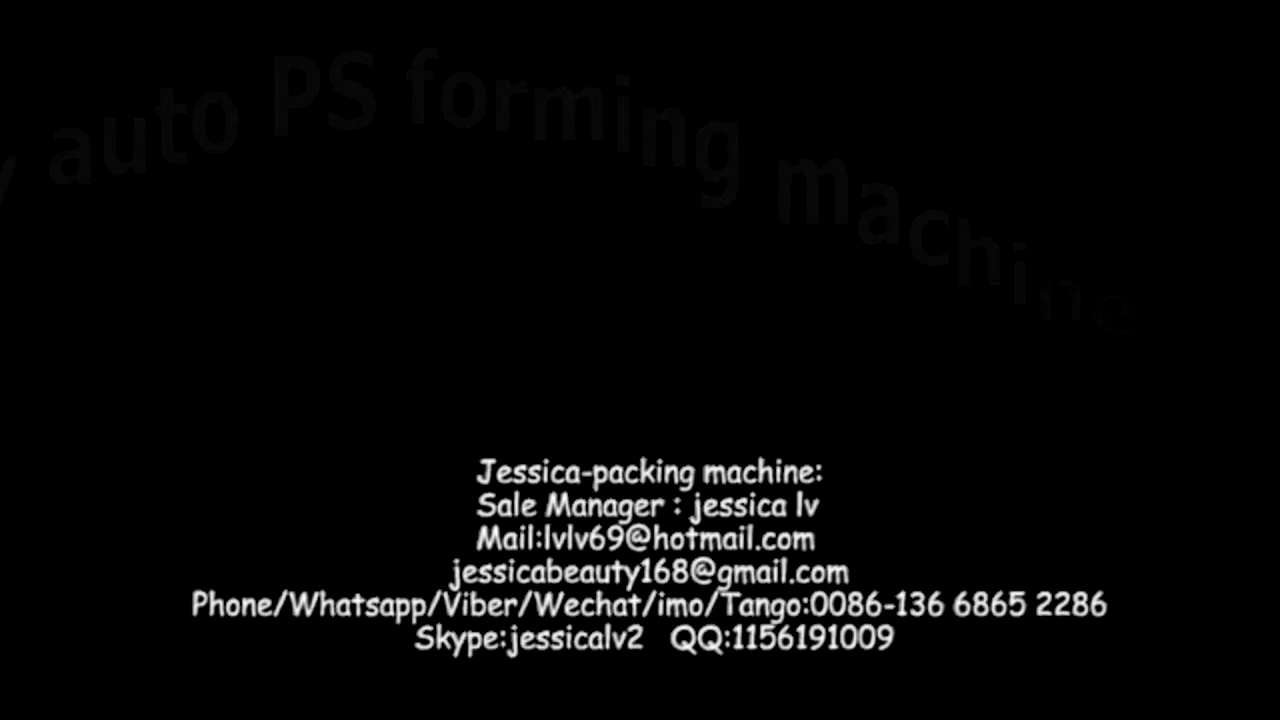 y auto PS forming machine
Jessica-packing machine:
Sale Manager : jessica lv
Mail:lvlv69@hotmail.com
jessicabeauty168@gmail.com
Phone/Whatsapp/Viber/Wechat/imo/Tango:0086-136 6865 2286
Skype:jessicalv2 QQ:1156191009